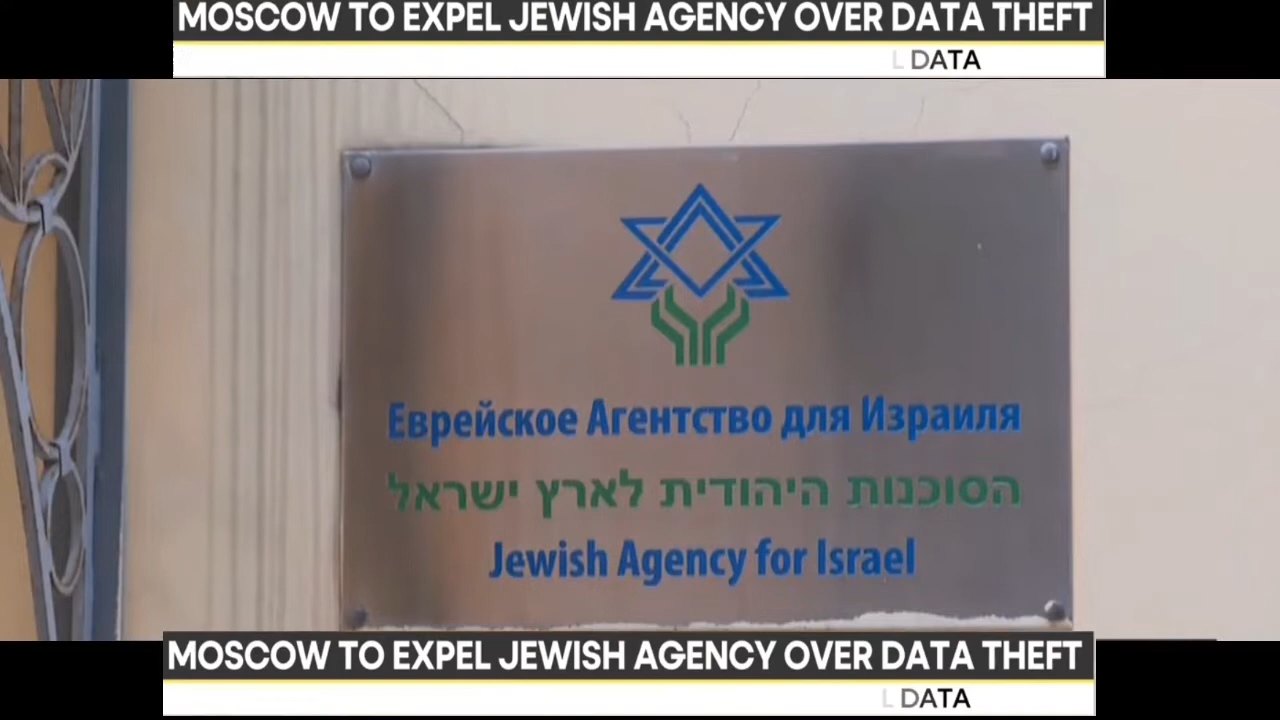 MOSCOW TO EXPEL JEWISH AGENCY OVER DATA THEFT
L DATA
Еврейское Агентство для Израиля
הסוכנות היהודית לארץ ישראל
Jewish Agency for Israel
MOSCOW TO EXPEL JEWISH AGENCY OVER DATA THEFT
L DATA